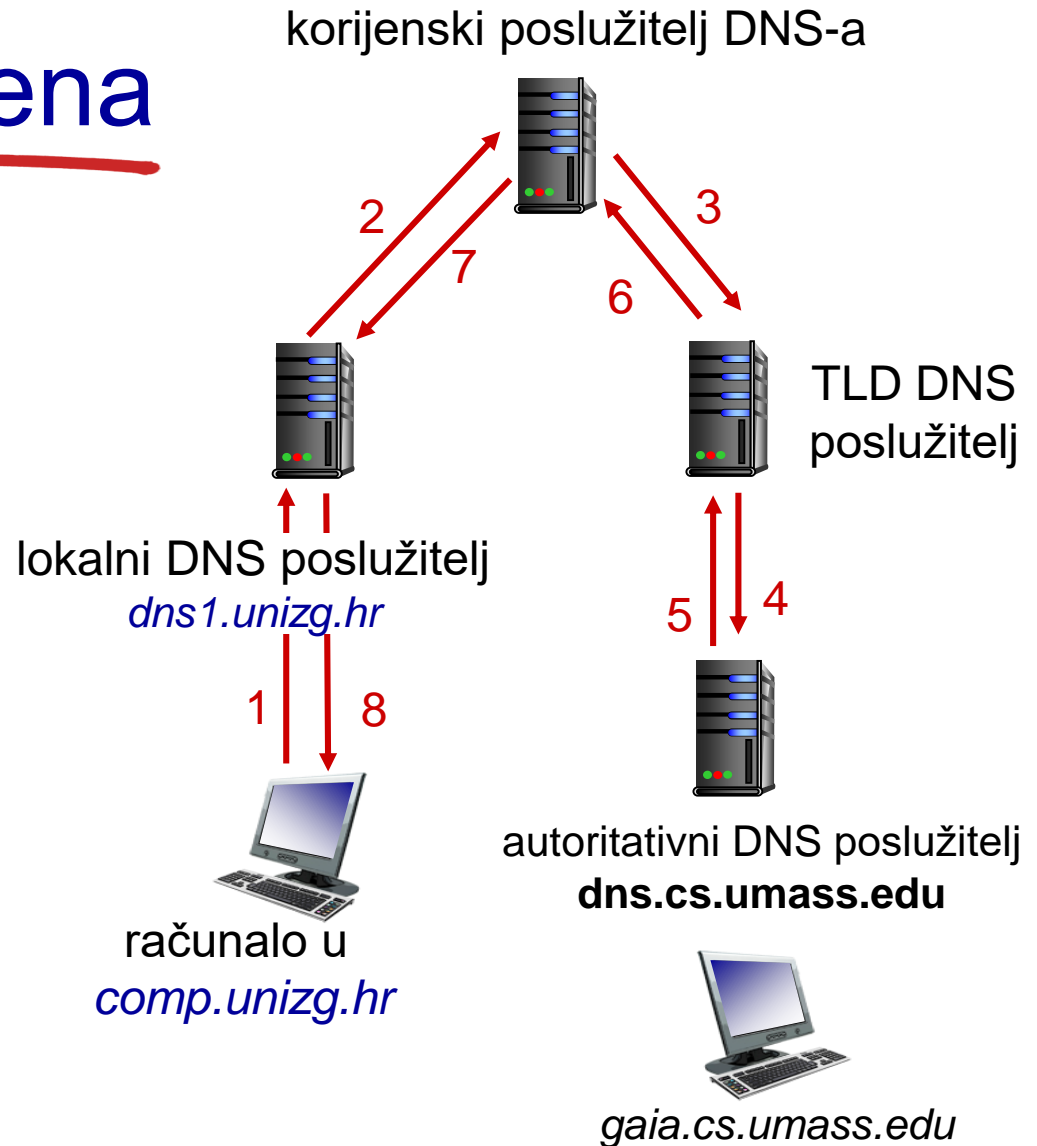 korijenski poslužitelj DNS-a
ena
2
3
7
6
TLD DNS
poslužitelj
lokalni DNS poslužitelj
dns1.unizg.hr
5
4
1
8
autoritativni DNS poslužitelj
dns.cs.umass.edu
računalo u
comp.unizg.hr
gaia.cs.umass.edu